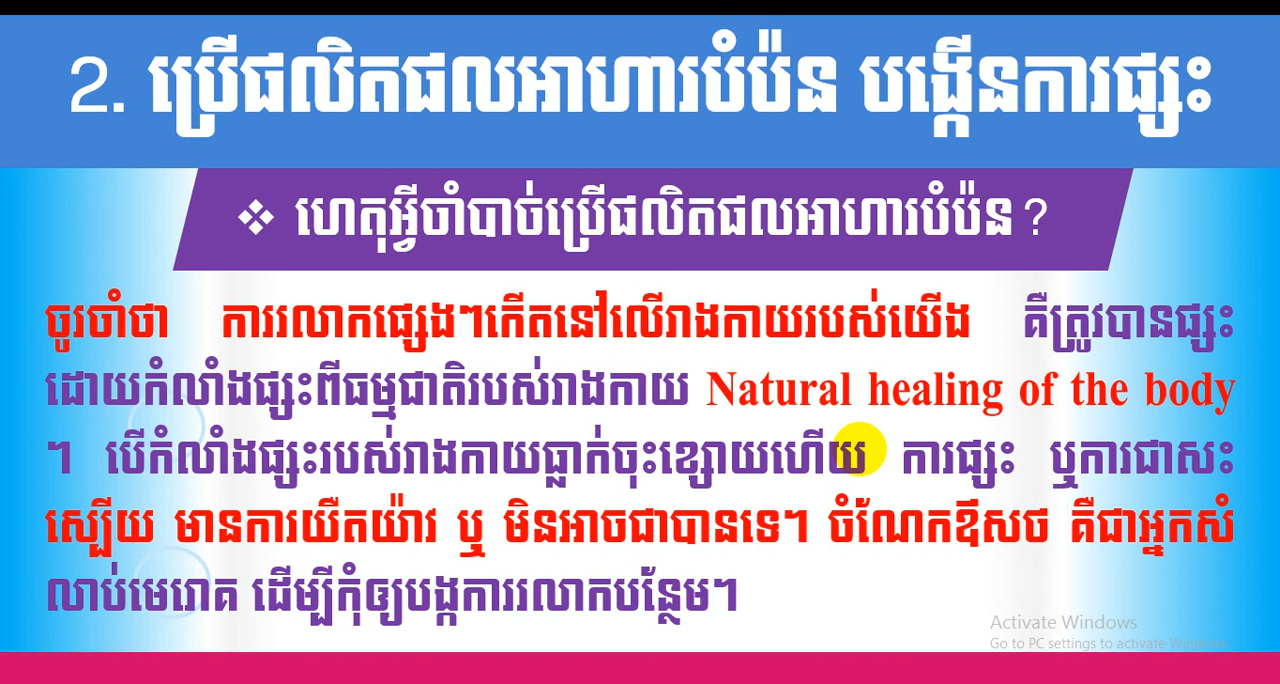 2. ប្រើផលិតផលអាហារបំប៉ន បង្កើនការផ្សះ
❖ ហេតុអ្វីចាំបាច់ប្រើផលិតផលអាហារបំប៉ន?
ចូរចាំថា ការរលាកផ្សេងៗកើតនៅលើរាងកាយរបស់យើង គឺត្រូវបានផ្សះ
ដោយកំលាំងផ្សះពីធម្មជាតិរបស់រាងកាយ Natural healing of the body
។ បើកំលាំងផ្សះរបស់រាងកាយធ្លាក់ចុះខ្សោយហើយ ការផ្សះ ឬការជាសះ
ស្បើយ មានការយឺតយ៉ាវ ឬ មិនអាចជាបានទេ។ ចំណែកឱសថ គឺជាអ្នកសំ
លាប់មេរោគ ដើម្បីកុំឲ្យបង្កការរលាកបន្ថែម។
Activate Windows
Go to PC settings to activate Windows.